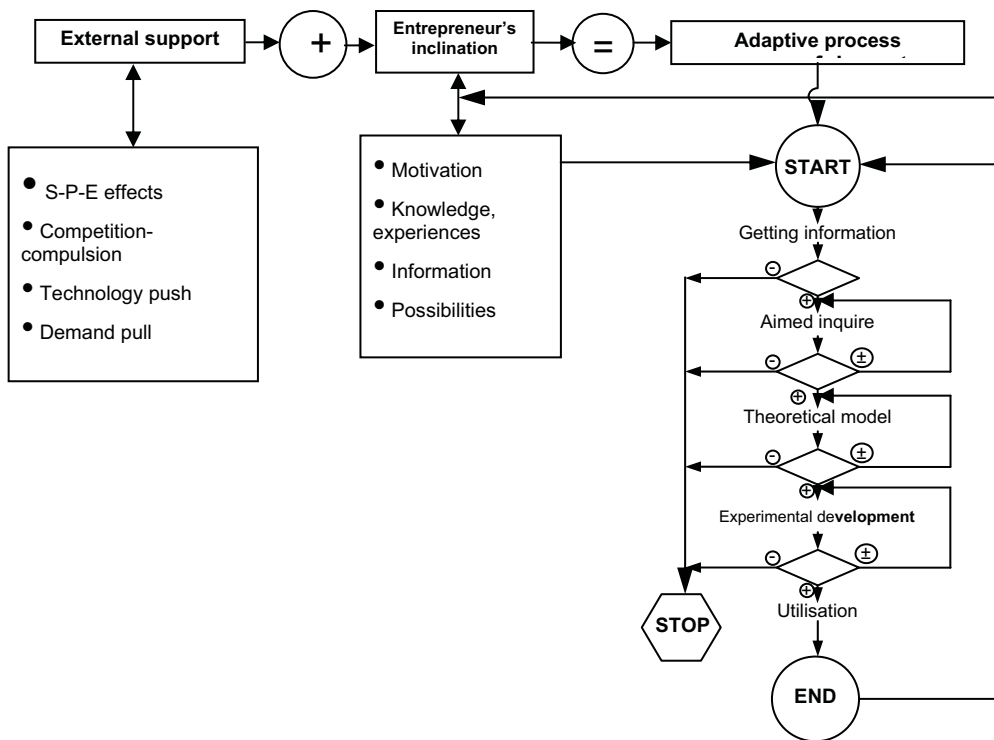 External support
+
Entrepreneur's
inclination
=
Adaptive process
• S-P-E effects
• Competition-
compulsion
• Technology push
• Demand pull
• Motivation
• Knowledge,
experiences
• Information
• Possibilities
START
Getting information
-
+
Aimed inquire
-
±
+
Theoretical model
-
±
+
Experimental development
-
±
+
Utilisation
STOP
END